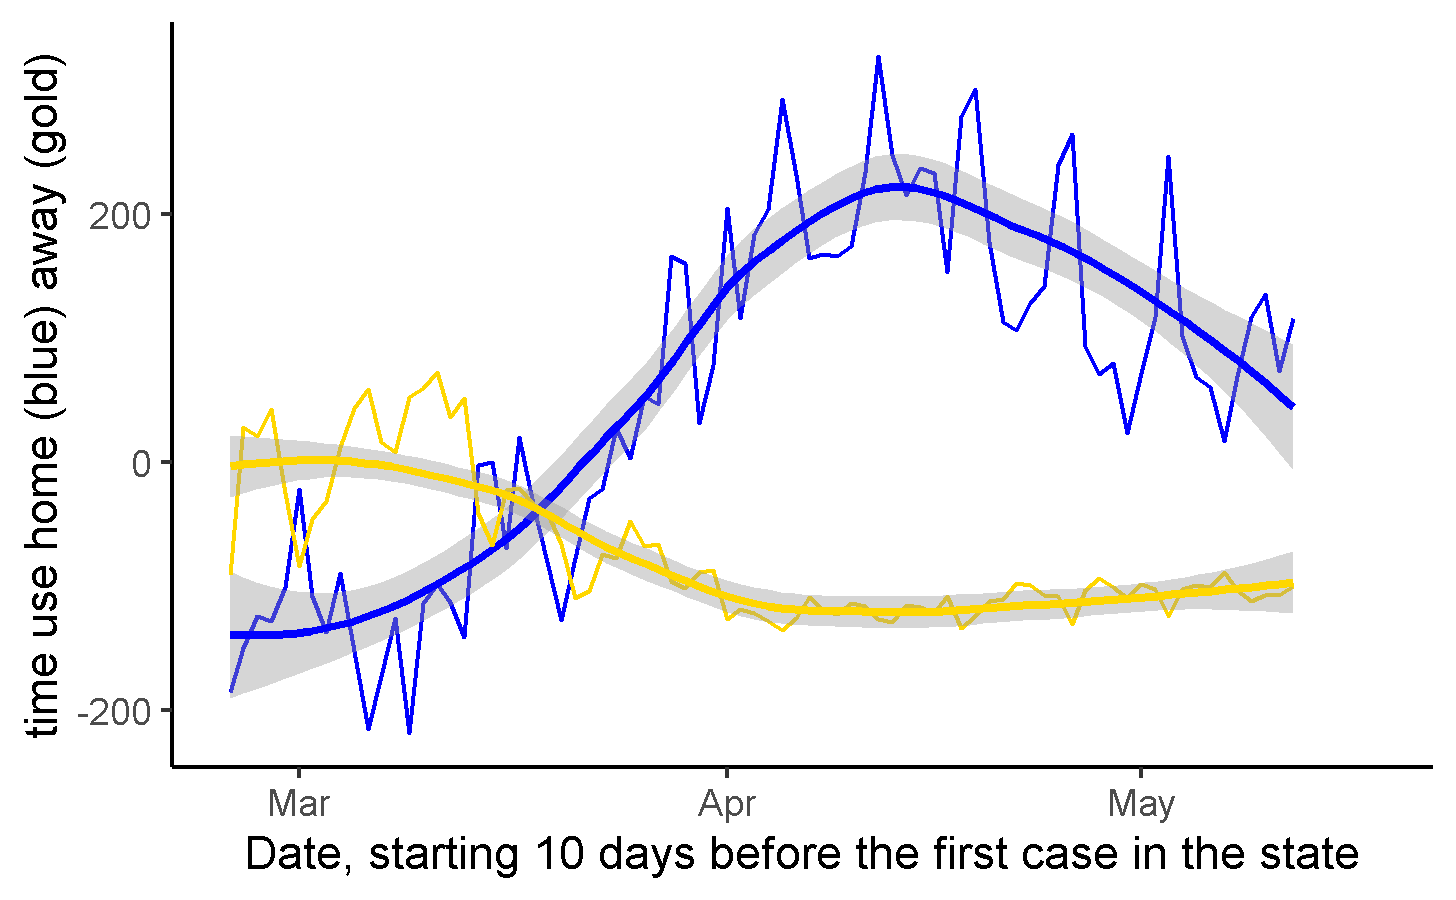 time use home (blue) away (gold)
200
0
-200
Mar
Apr
May
Date, starting 10 days before the first case in the state